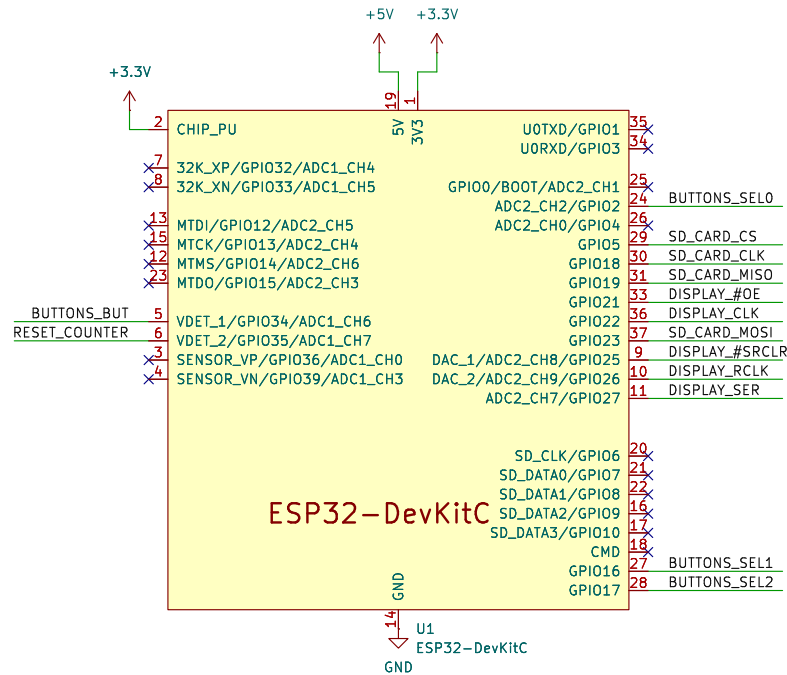 +5V +3.3V
+3.3V
19 1
5V 3V3
2 CHIP_PU
7 32K_XP/GPIO32/ADC1_CH4
8 32K_XN/GPIO33/ADC1_CH5
13 MTDI/GPIO12/ADC2_CH5
15 MTCK/GPIO13/ADC2_CH4
12 MTMS/GPIO14/ADC2_CH6
23 MTDO/GPIO15/ADC2_CH3
BUTTONS_BUT 5 VDET_1/GPIO34/ADC1_CH6
RESET_COUNTER 6 VDET_2/GPIO35/ADC1_CH7
3 SENSOR_VP/GPIO36/ADC1_CH0
4 SENSOR_VN/GPIO39/ADC1_CH3
U0TXD/GPIO1 35
U0RXD/GPIO3 34
GPIO0/BOOT/ADC2_CH1 25
ADC2_CH2/GPIO2 24 BUTTONS_SEL0
ADC2_CH0/GPIO4 26
GPIO5 29 SD_CARD_CS
GPIO18 30 SD_CARD_CLK
GPIO19 31 SD_CARD_MISO
GPIO21 33 DISPLAY_#OE
GPIO22 36 DISPLAY_CLK
GPIO23 37 SD_CARD_MOSI
DAC_1/ADC2_CH8/GPIO25 9 DISPLAY_#SRCLR
DAC_2/ADC2_CH9/GPIO26 10 DISPLAY_RCLK
ADC2_CH7/GPIO27 11 DISPLAY_SER
SD_CLK/GPIO6 20
SD_DATA0/GPIO7 21
SD_DATA1/GPIO8 22
SD_DATA2/GPIO9 16
SD_DATA3/GPIO10 17
CMD 18
GPIO16 27 BUTTONS_SEL1
GPIO17 28 BUTTONS_SEL2
ESP32-DevKitC
GND
14
U1
ESP32-DevKitC
GND